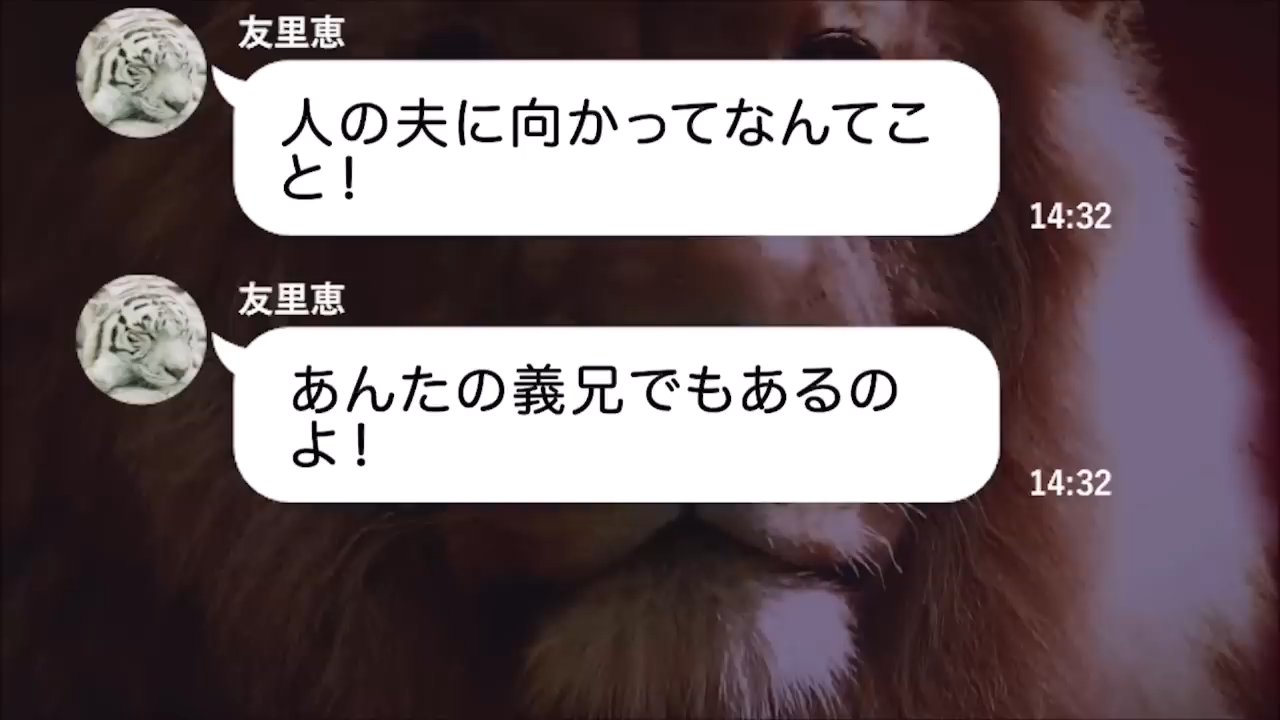 友里恵
人の夫に向かってなんてこ
と!
14:32
友里恵
あんたの義兄でもあるの
よ!
14:32